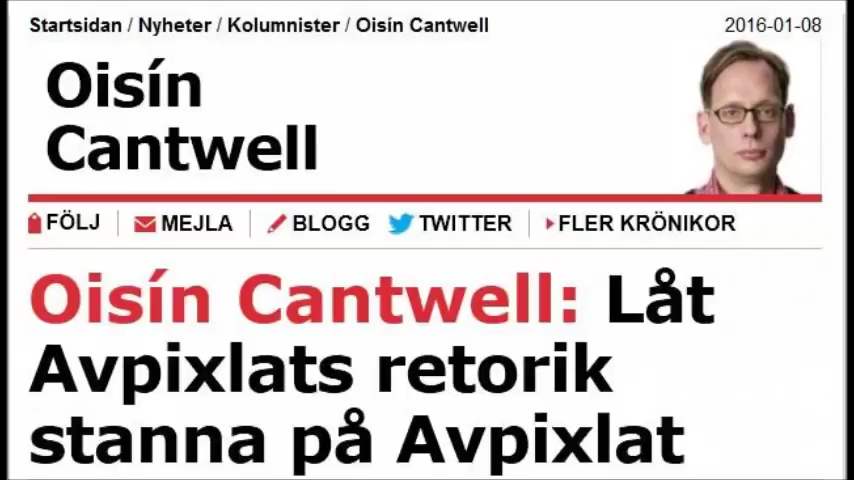 Startsidan / Nyheter / Kolumnister / Oisín Cantwell 2016-01-08
Oisín
Cantwell
FÖLJ MEJLA BLOGG TWITTER FLER KRÖNIKOR
Oisín Cantwell: Låt
Avpixlats retorik
stanna på Avpixlat